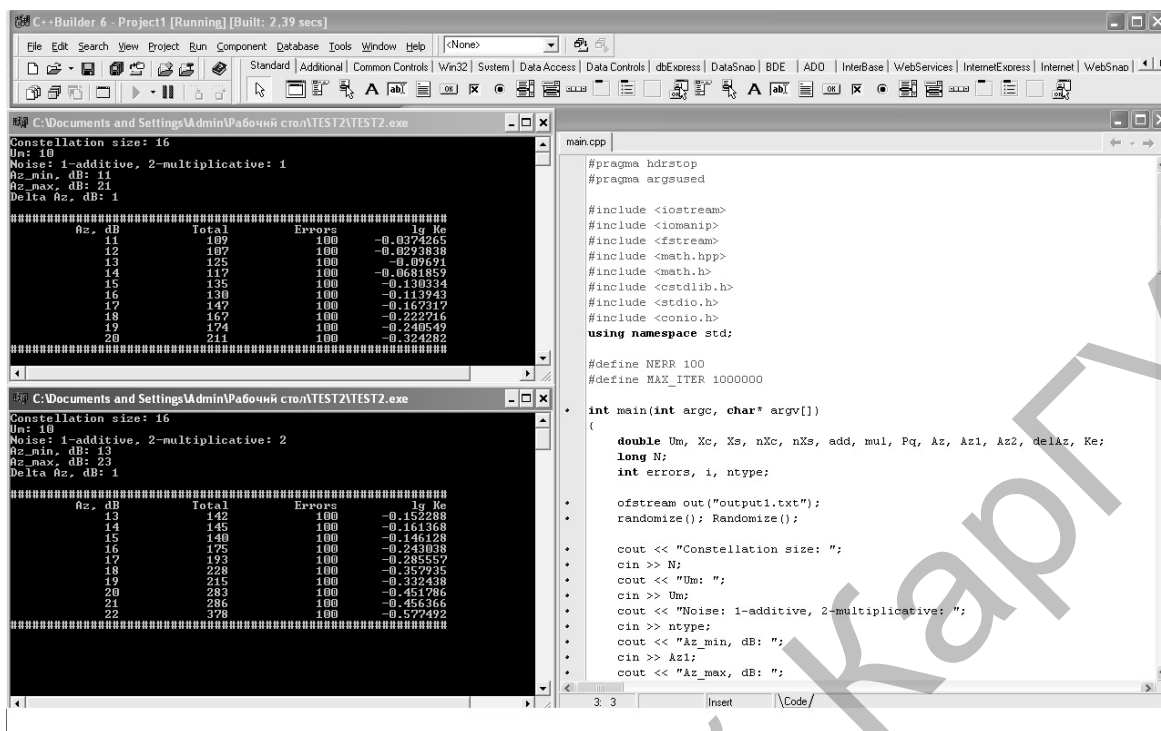 C++Builder 6 - Project1 [Running] [Built: 2,39 secs]
File Edit Search View Project Run Component Database Tools Window Help <None>
Standard Additional Common Controls Win32 System Data Access Data Controls dbExpress DataSnap BDE ADO InterBase WebServices InternetExpress Internet WebSnap
C:\Documents and Settings\Admin\Рабочий стол\TEST2\TEST2.exe
Constellation size: 16
Um: 10
Noise: 1-additive, 2-multiplicative: 1
Az_min, dB: 11
Az_max, dB: 21
Delta Az, dB: 1
Az, dB Total Errors lg Ke
11 109 100 -0.0374265
12 107 100 -0.0293838
13 125 100 -0.09691
14 117 100 -0.0681859
15 135 100 -0.130334
16 130 100 -0.113943
17 147 100 -0.167317
18 167 100 -0.222716
19 174 100 -0.240549
20 211 100 -0.324282
C:\Documents and Settings\Admin\Рабочий стол\TEST2\TEST2.exe
Constellation size: 16
Um: 10
Noise: 1-additive, 2-multiplicative: 2
Az_min, dB: 13
Az_max, dB: 23
Delta Az, dB: 1
Az, dB Total Errors lg Ke
13 142 100 -0.152288
14 145 100 -0.161368
15 140 100 -0.146128
16 175 100 -0.243038
17 193 100 -0.285557
18 228 100 -0.357935
19 215 100 -0.332438
20 283 100 -0.451786
21 286 100 -0.456366
22 378 100 -0.577492
main.cpp
#pragma hdrstop
#pragma argsused
#include <iostream>
#include <iomanip>
#include <fstream>
#include <math.hpp>
#include <math.h>
#include <cstdlib.h>
#include <stdio.h>
#include <conio.h>
using namespace std;
#define NERR 100
#define MAX_ITER 1000000
int main(int argc, char* argv[])
{
double Um, Xc, Xs, nXc, nXs, add, mul, Pq, Az, Az1, Az2, delAz, Ke;
long N;
int errors, i, ntype;
ofstream out("output1.txt");
randomize(); Randomize();
cout << "Constellation size: ";
cin >> N;
cout << "Um: ";
cin >> Um;
cout << "Noise: 1-additive, 2-multiplicative: ";
cin >> ntype;
cout << "Az_min, dB: ";
cin >> Az1;
cout << "Az_max, dB: ";
3: 3 Insert \Code/